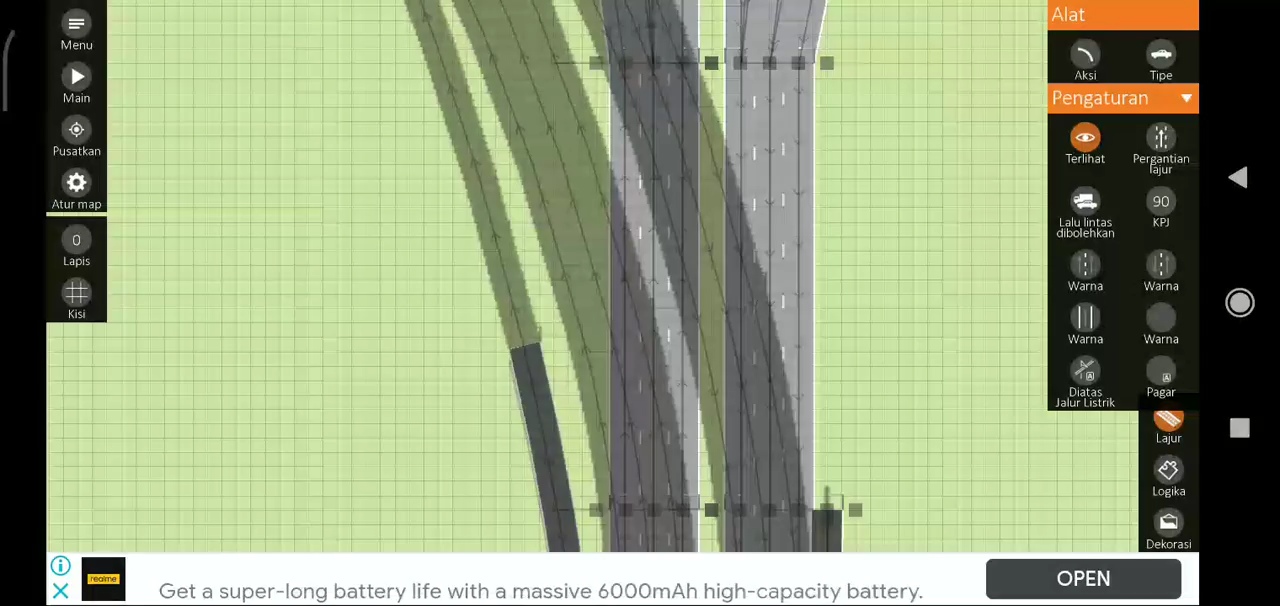 Menu
Main
Pusatkan
Atur map
0
Lapis
Kisi
Alat
Aksi
Tipe
Pengaturan
Terlihat
Pergantian
lajur
Lalu lintas
dibolehkan
90
KPJ
Warna
Warna
Warna
Warna
A
Diatas
Jalur Listrik
A
Pagar
Lajur
Logika
Dekorasi
realme
Get a super-long battery life with a massive 6000mAh high-capacity battery.
OPEN